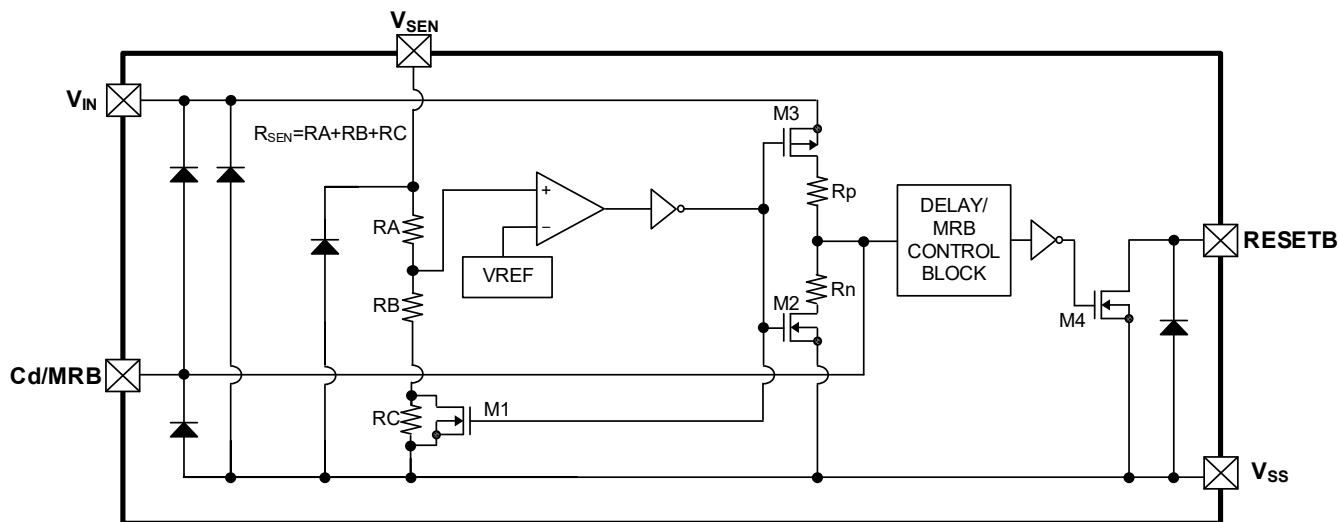 VSEN
VIN
M3
RSEN=RA+RB+RC
Rp
+
−
RA
VREF
DELAY/
MRB
CONTROL
BLOCK
RESETB
RB
Rn
M2
M4
Cd/MRB
RC
M1
VSS